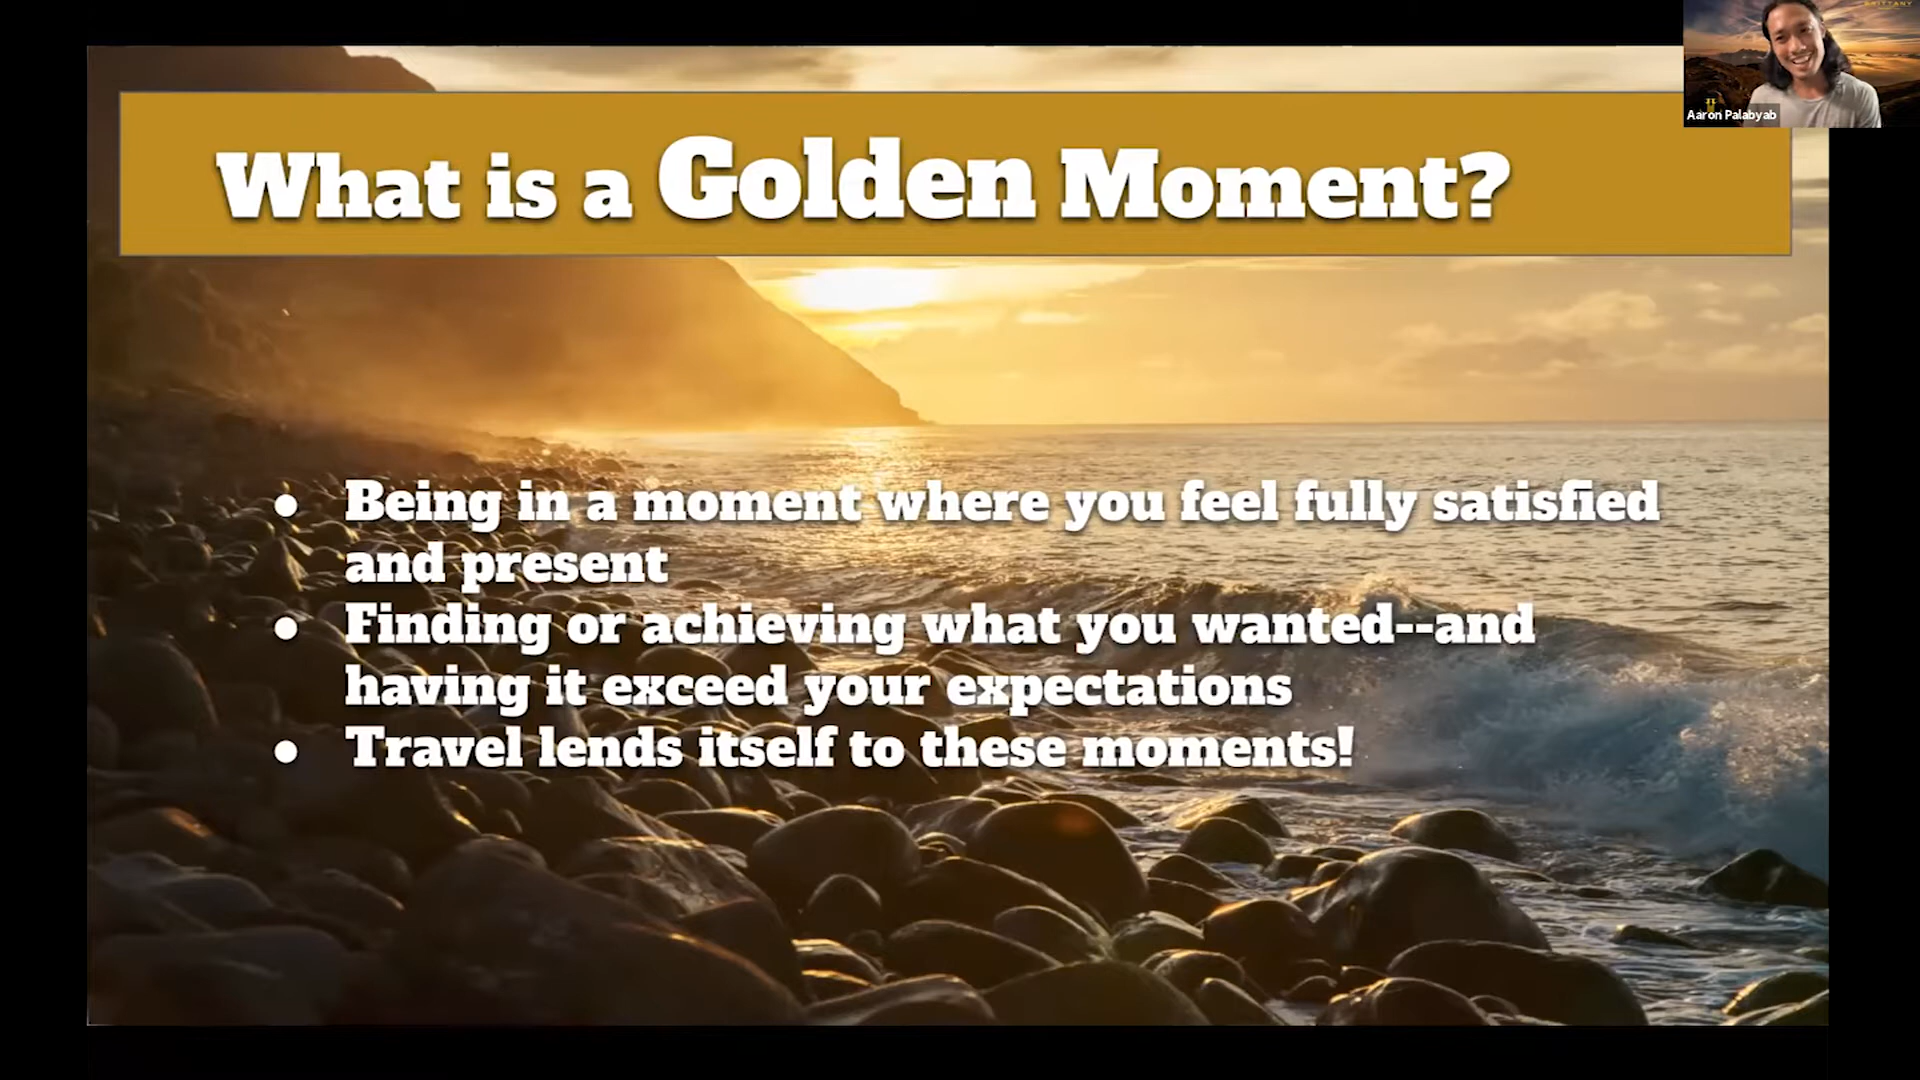 BRITTANY
Aaron Palabyab
What is a Golden Moment?
● Being in a moment where you feel fully satisfied
and present
● Finding or achieving what you wanted--and
having it exceed your expectations
● Travel lends itself to these moments!